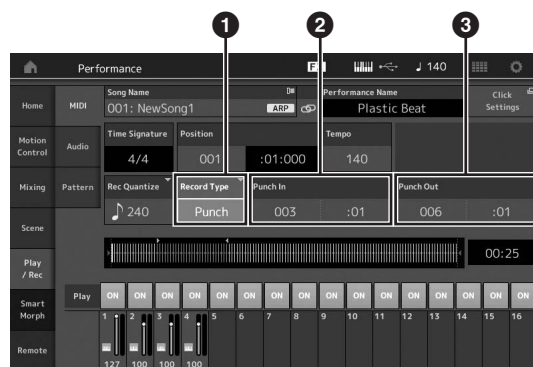 1 2 3
Performance 140
Song Name Performance Name Click Settings
Home MIDI 001: NewSong1 ARP Plastic Beat
Motion Control Audio Time Signature Position Tempo
4/4 001 :01:000 140
Mixing Pattern Rec Quantize Record Type Punch In Punch Out
240 Punch 003 :01 006 :01
Scene
Play / Rec 00:25
Smart Morph Play ON ON ON ON ON ON ON ON ON ON ON ON ON ON ON ON
1 2 3 4 5 6 7 8 9 10 11 12 13 14 15 16
Remote 127 100 100 100